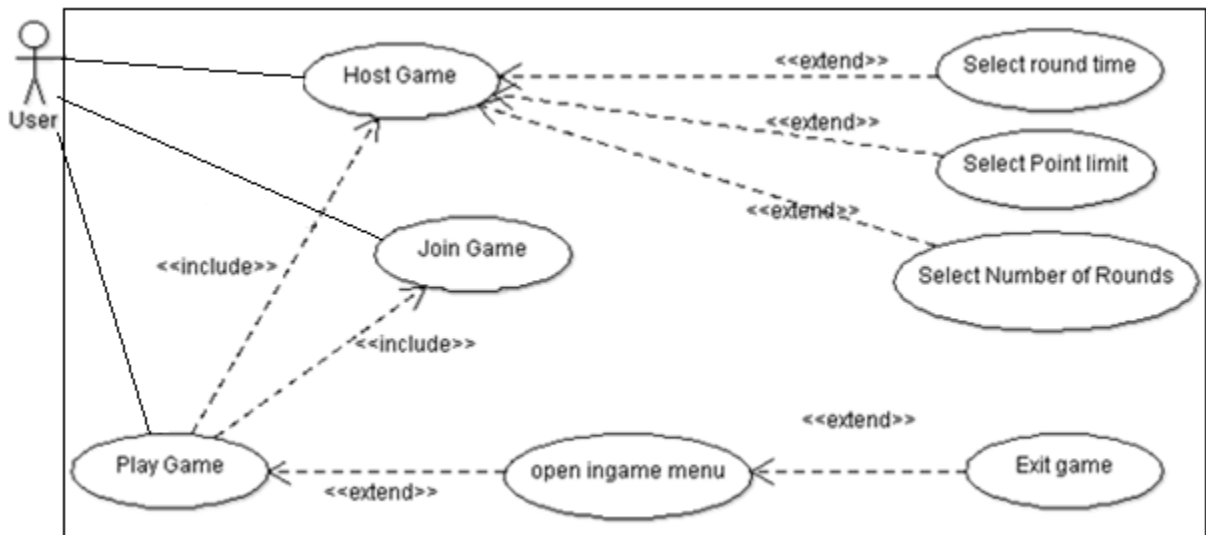 Host Game
<<extend>>
Select round time
User
<<extend>>
Select Point limit
<<extend>>
Join Game
<<include>>
Select Number of Rounds
<<include>>
<<extend>>
Play Game
open ingame menu
Exit game
<<extend>>